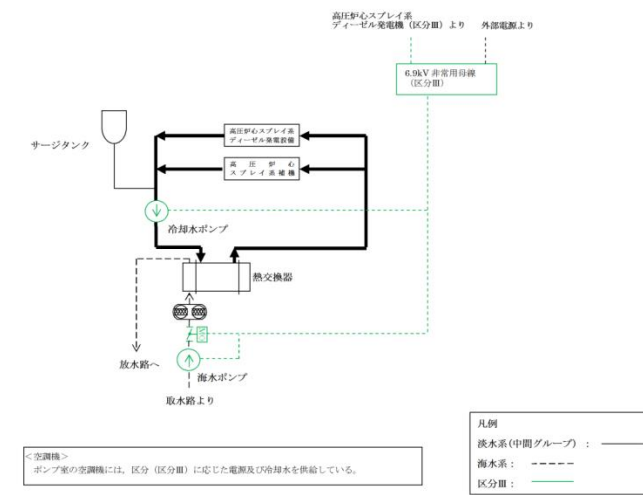 高圧炉心スプレイ系
ディーゼル発電機（区分Ⅲ）より
外部電源より
6.9kV 非常用母線
（区分Ⅲ）
サージタンク
高圧炉心スプレイ系
ディーゼル発電設備
高圧炉心
スプレイ系補機
冷却水ポンプ
熱交換器
放水路へ
海水ポンプ
取水路より
＜空調機＞
ポンプ室の空調機には、区分（区分Ⅲ）に応じた電源及び冷却水を供給している。
凡例
淡水系(中間グループ)：
海水系：
区分Ⅲ：